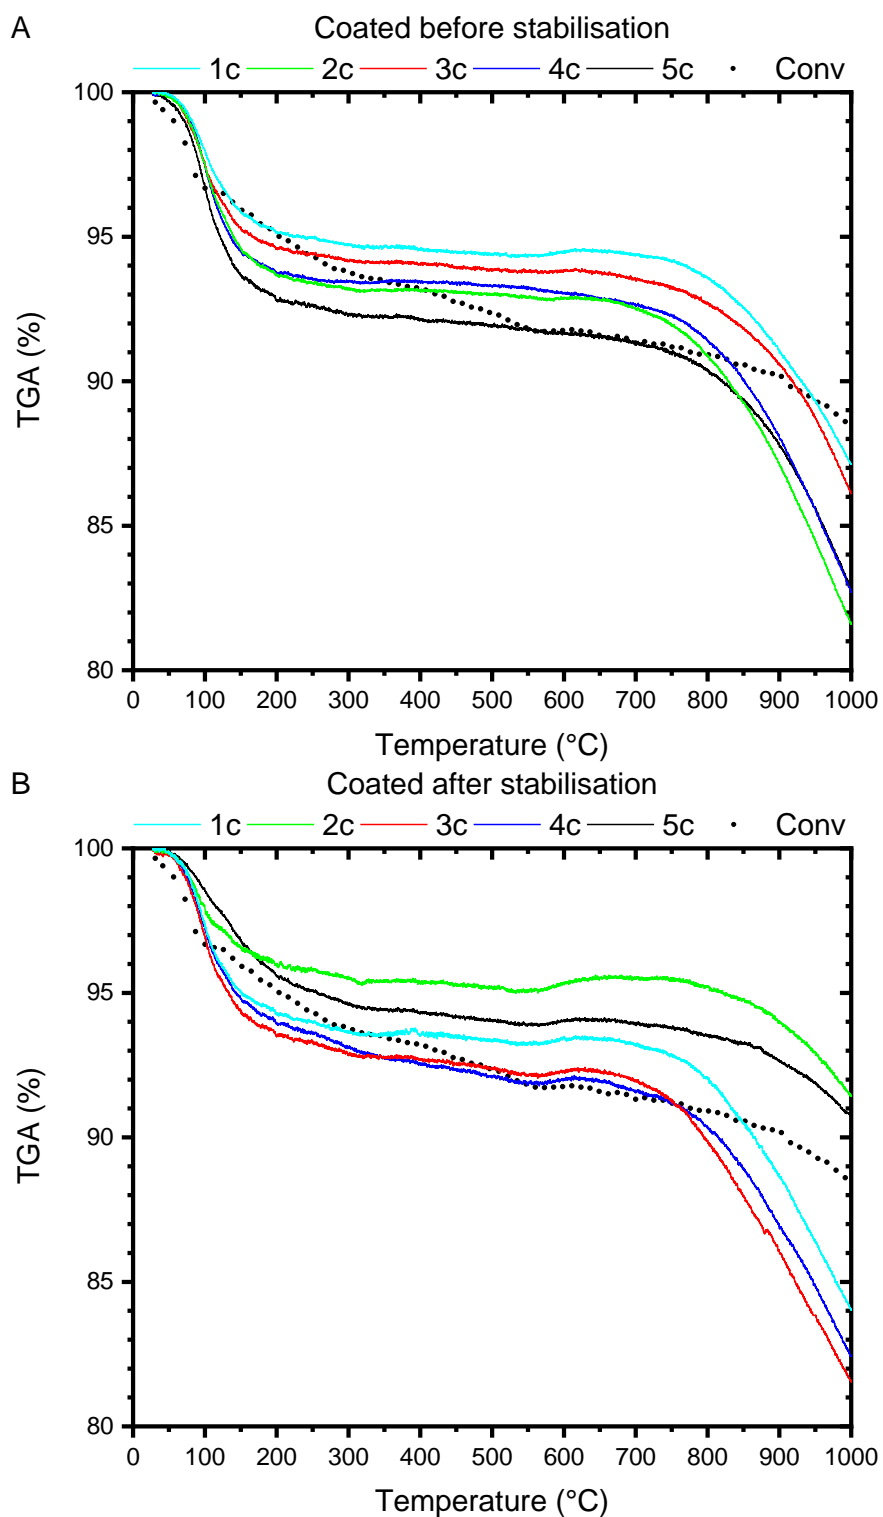 A
Coated before stabilisation
1c 2c 3c 4c 5c Conv
100
95
90
85
80
TGA (%)
0 100 200 300 400 500 600 700 800 900 1000
Temperature (°C)
B
Coated after stabilisation
1c 2c 3c 4c 5c Conv
100
95
90
85
80
TGA (%)
0 100 200 300 400 500 600 700 800 900 1000
Temperature (°C)